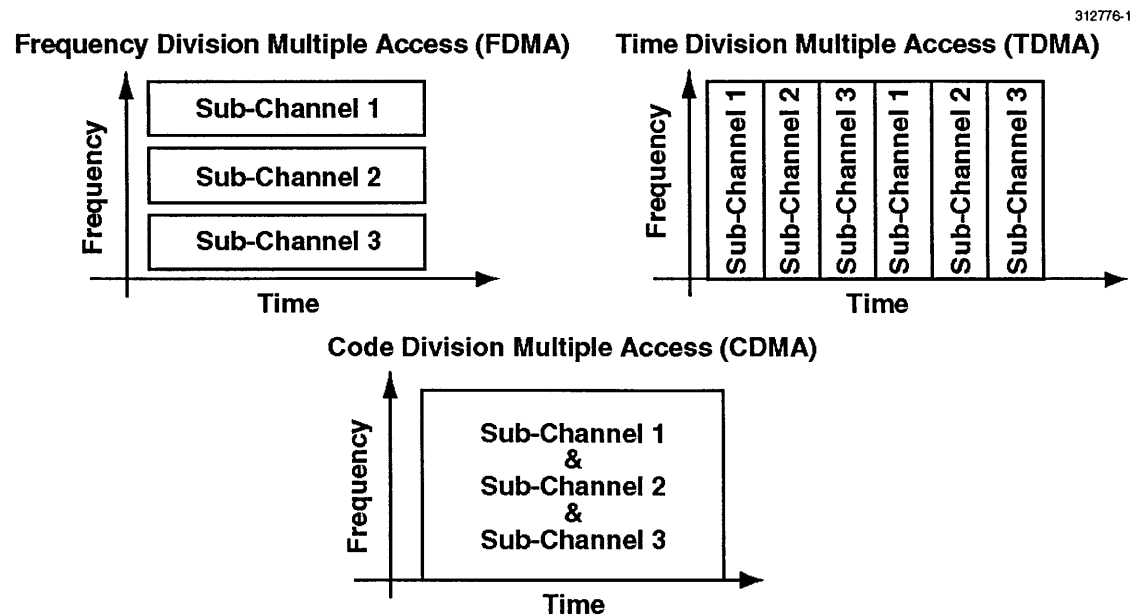 312776-1
Frequency Division Multiple Access (FDMA)
Frequency
Sub-Channel 1
Sub-Channel 2
Sub-Channel 3
Time
Time Division Multiple Access (TDMA)
Frequency
Sub-Channel 1
Sub-Channel 2
Sub-Channel 3
Sub-Channel 1
Sub-Channel 2
Sub-Channel 3
Time
Code Division Multiple Access (CDMA)
Frequency
Sub-Channel 1
&
Sub-Channel 2
&
Sub-Channel 3
Time